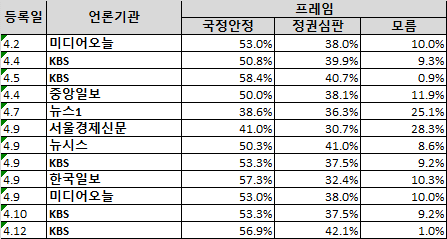 등록일 언론기관 프레임
국정안정 정권심판 모름
4.2 미디어오늘 53.0% 38.0% 10.0%
4.4 KBS 50.8% 39.9% 9.3%
4.5 KBS 58.4% 40.7% 0.9%
4.4 중앙일보 50.0% 38.1% 11.9%
4.7 뉴스1 38.6% 36.3% 25.1%
4.9 서울경제신문 41.0% 30.7% 28.3%
4.9 뉴시스 50.3% 41.0% 8.6%
4.9 KBS 53.3% 37.5% 9.2%
4.9 한국일보 57.3% 32.4% 10.3%
4.9 미디어오늘 53.0% 38.0% 10.0%
4.10 KBS 53.3% 37.5% 9.2%
4.12 KBS 56.9% 42.1% 1.0%